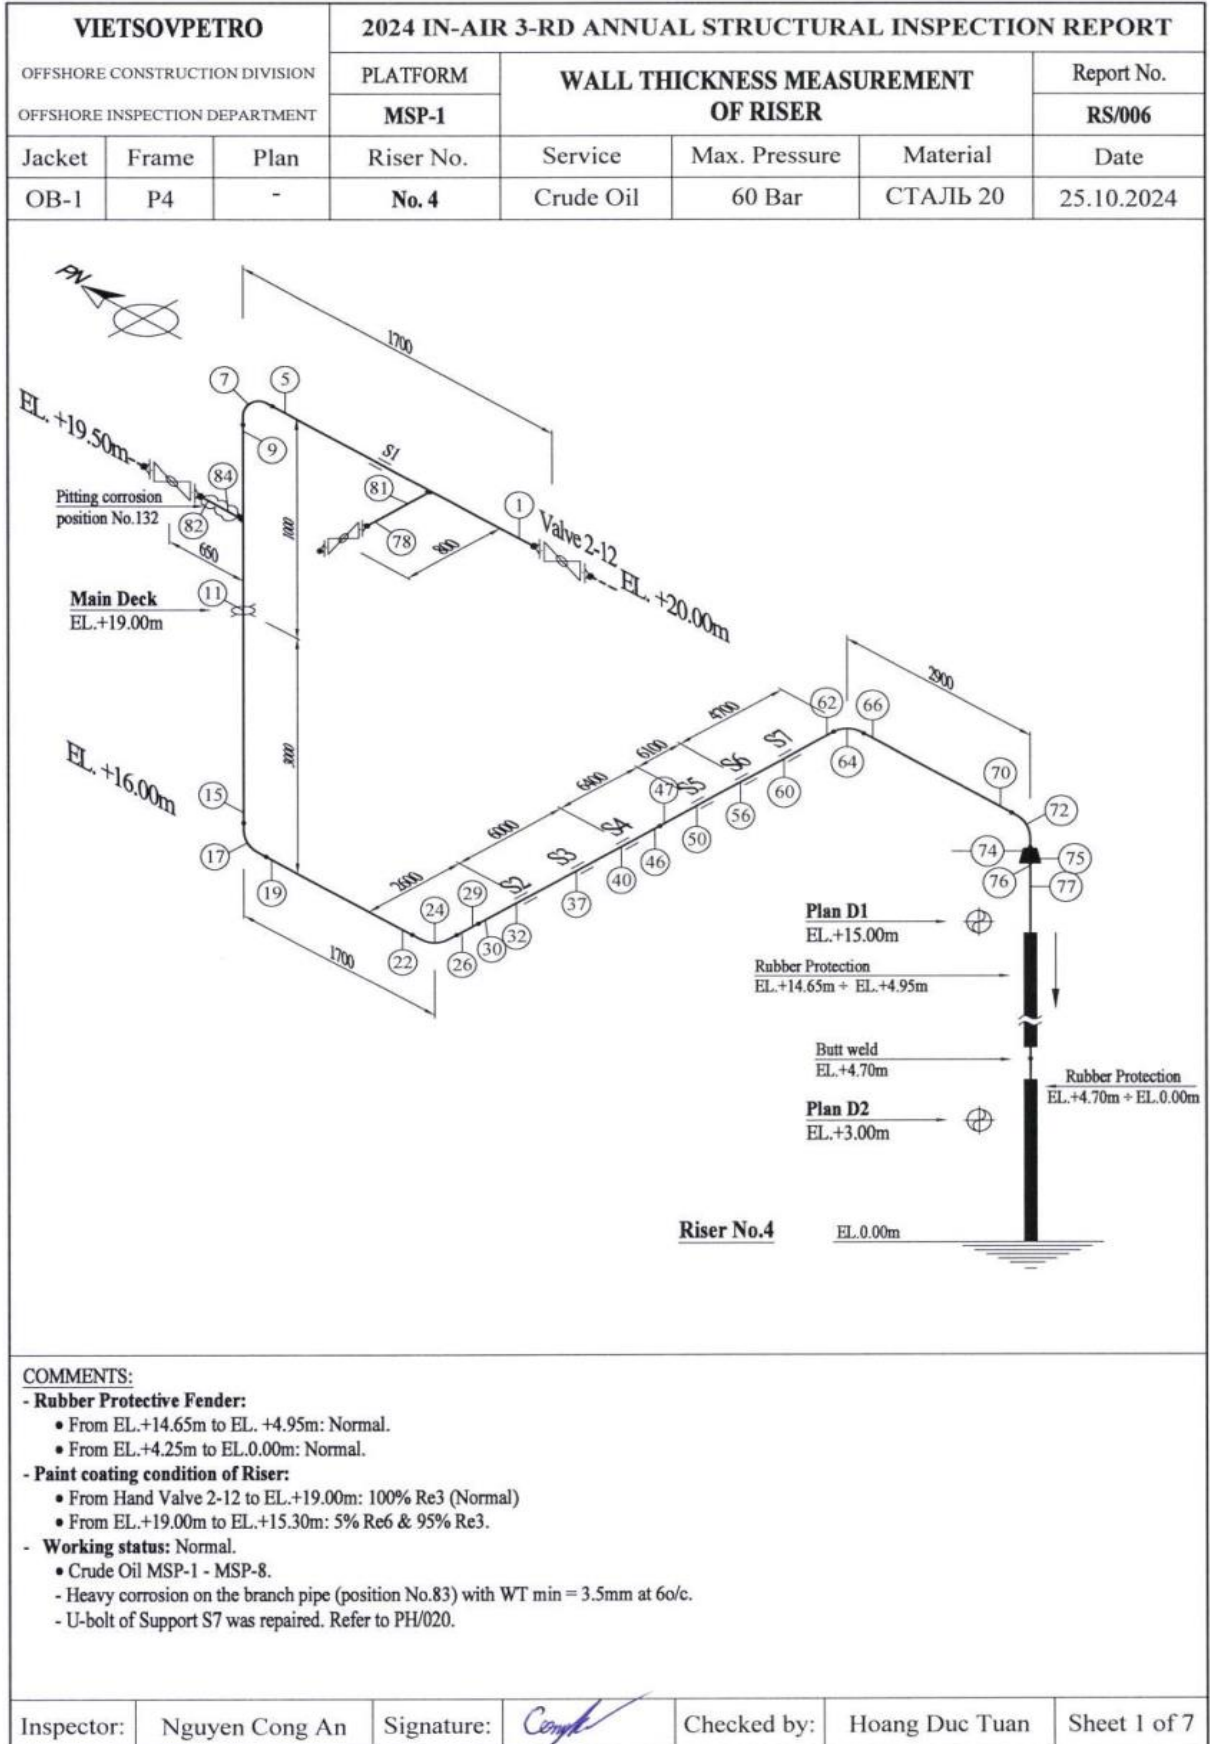 VIETSOVPETRO
2024 IN-AIR 3-RD ANNUAL STRUCTURAL INSPECTION REPORT
OFFSHORE CONSTRUCTION DIVISION
OFFSHORE INSPECTION DEPARTMENT
PLATFORM
MSP-1
WALL THICKNESS MEASUREMENT
OF RISER
Report No.
RS/006
Jacket Frame Plan Riser No. Service Max. Pressure Material Date
OB-1 P4 - No. 4 Crude Oil 60 Bar СТАЛЬ 20 25.10.2024
PN
1700
7
5
EL. +19.50m
9
S1
84
81
Pitting corrosion
position No.132
82
1000
78
800
1
Valve 2-12
650
EL. +20.00m
11
Main Deck
EL.+19.00m
2900
3000
4700
62
66
6100
S7
64
EL. +16.00m
6400
S6
47
S5
60
70
15
6000
S4
56
72
50
17
S3
46
74
75
19
2600
40
76
77
29
S2
24
37
Plan D1
EL.+15.00m
32
30
1700
22
26
Rubber Protection
EL.+14.65m ÷ EL.+4.95m
Butt weld
EL.+4.70m
Rubber Protection
EL.+4.70m ÷ EL.0.00m
Plan D2
EL.+3.00m
Riser No.4
EL.0.00m
COMMENTS:
- Rubber Protective Fender:
• From EL.+14.65m to EL. +4.95m: Normal.
• From EL.+4.25m to EL.0.00m: Normal.
- Paint coating condition of Riser:
• From Hand Valve 2-12 to EL.+19.00m: 100% Re3 (Normal)
• From EL.+19.00m to EL.+15.30m: 5% Re6 & 95% Re3.
- Working status: Normal.
• Crude Oil MSP-1 - MSP-8.
- Heavy corrosion on the branch pipe (position No.83) with WT min = 3.5mm at 6o/c.
- U-bolt of Support S7 was repaired. Refer to PH/020.
Inspector: Nguyen Cong An Signature: Checked by: Hoang Duc Tuan Sheet 1 of 7